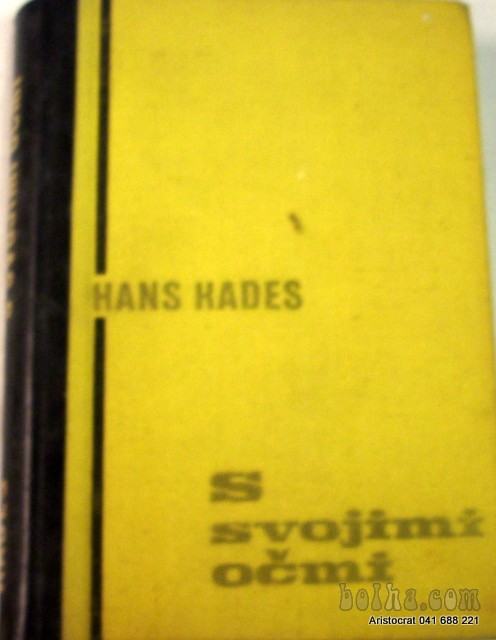 HANS HADES
S
svojimi
očmi
bolha.com
Aristocrat 041 688 221